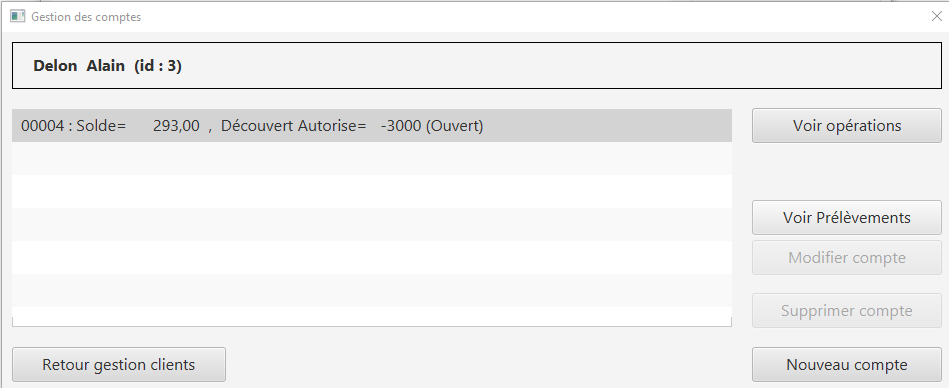 Gestion des comptes
Delon Alain (id : 3)
00004 : Solde= 293,00 , Découvert Autorise= -3000 (Ouvert)
Voir opérations
Voir Prélèvements
Modifier compte
Supprimer compte
Retour gestion clients
Nouveau compte